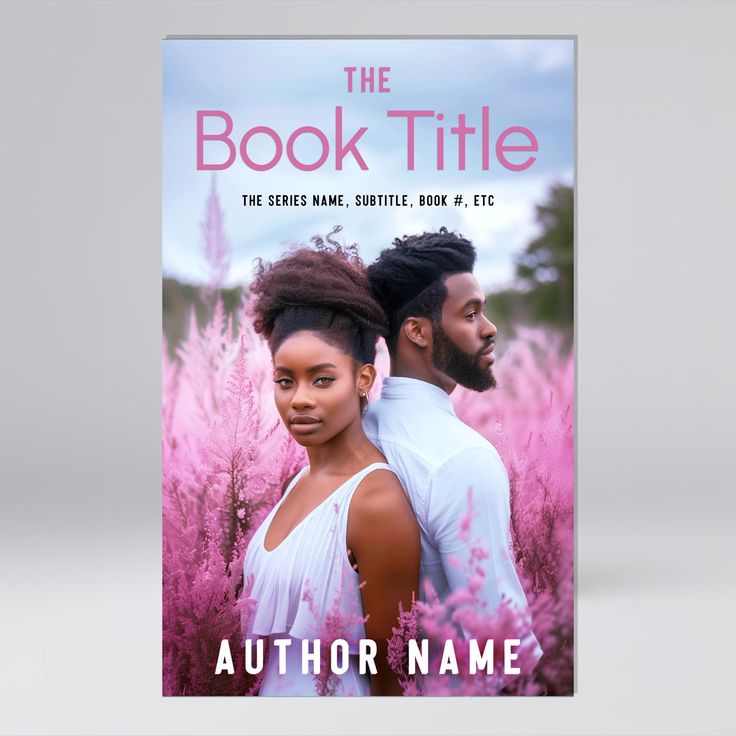 THE
Book Title
THE SERIES NAME, SUBTITLE, BOOK #, ETC
AUTHOR NAME